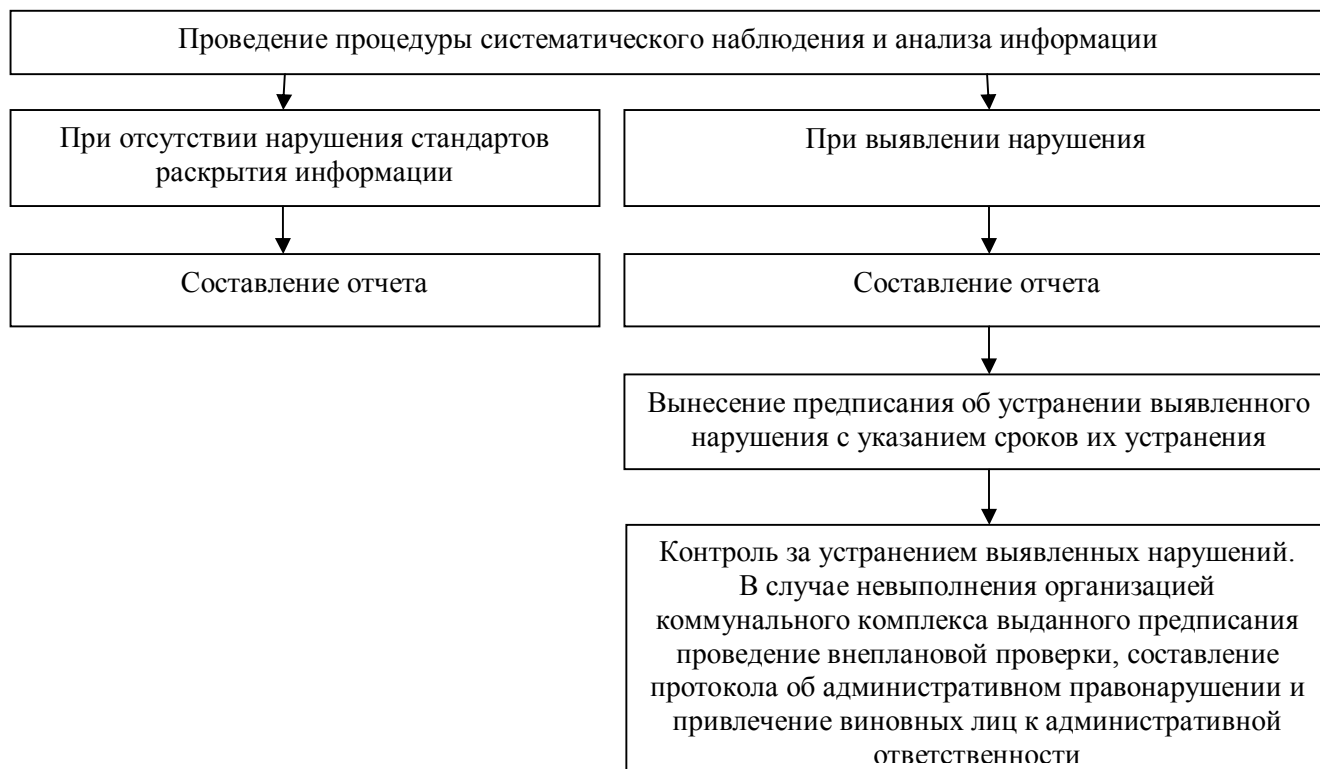 Проведение процедуры систематического наблюдения и анализа информации
При отсутствии нарушения стандартов
раскрытия информации
При выявлении нарушения
Составление отчета
Составление отчета
Вынесение предписания об устранении выявленного
нарушения с указанием сроков их устранения
Контроль за устранением выявленных нарушений.
В случае невыполнения организацией
коммунального комплекса выданного предписания
проведение внеплановой проверки, составление
протокола об административном правонарушении и
привлечение виновных лиц к административной
ответственности